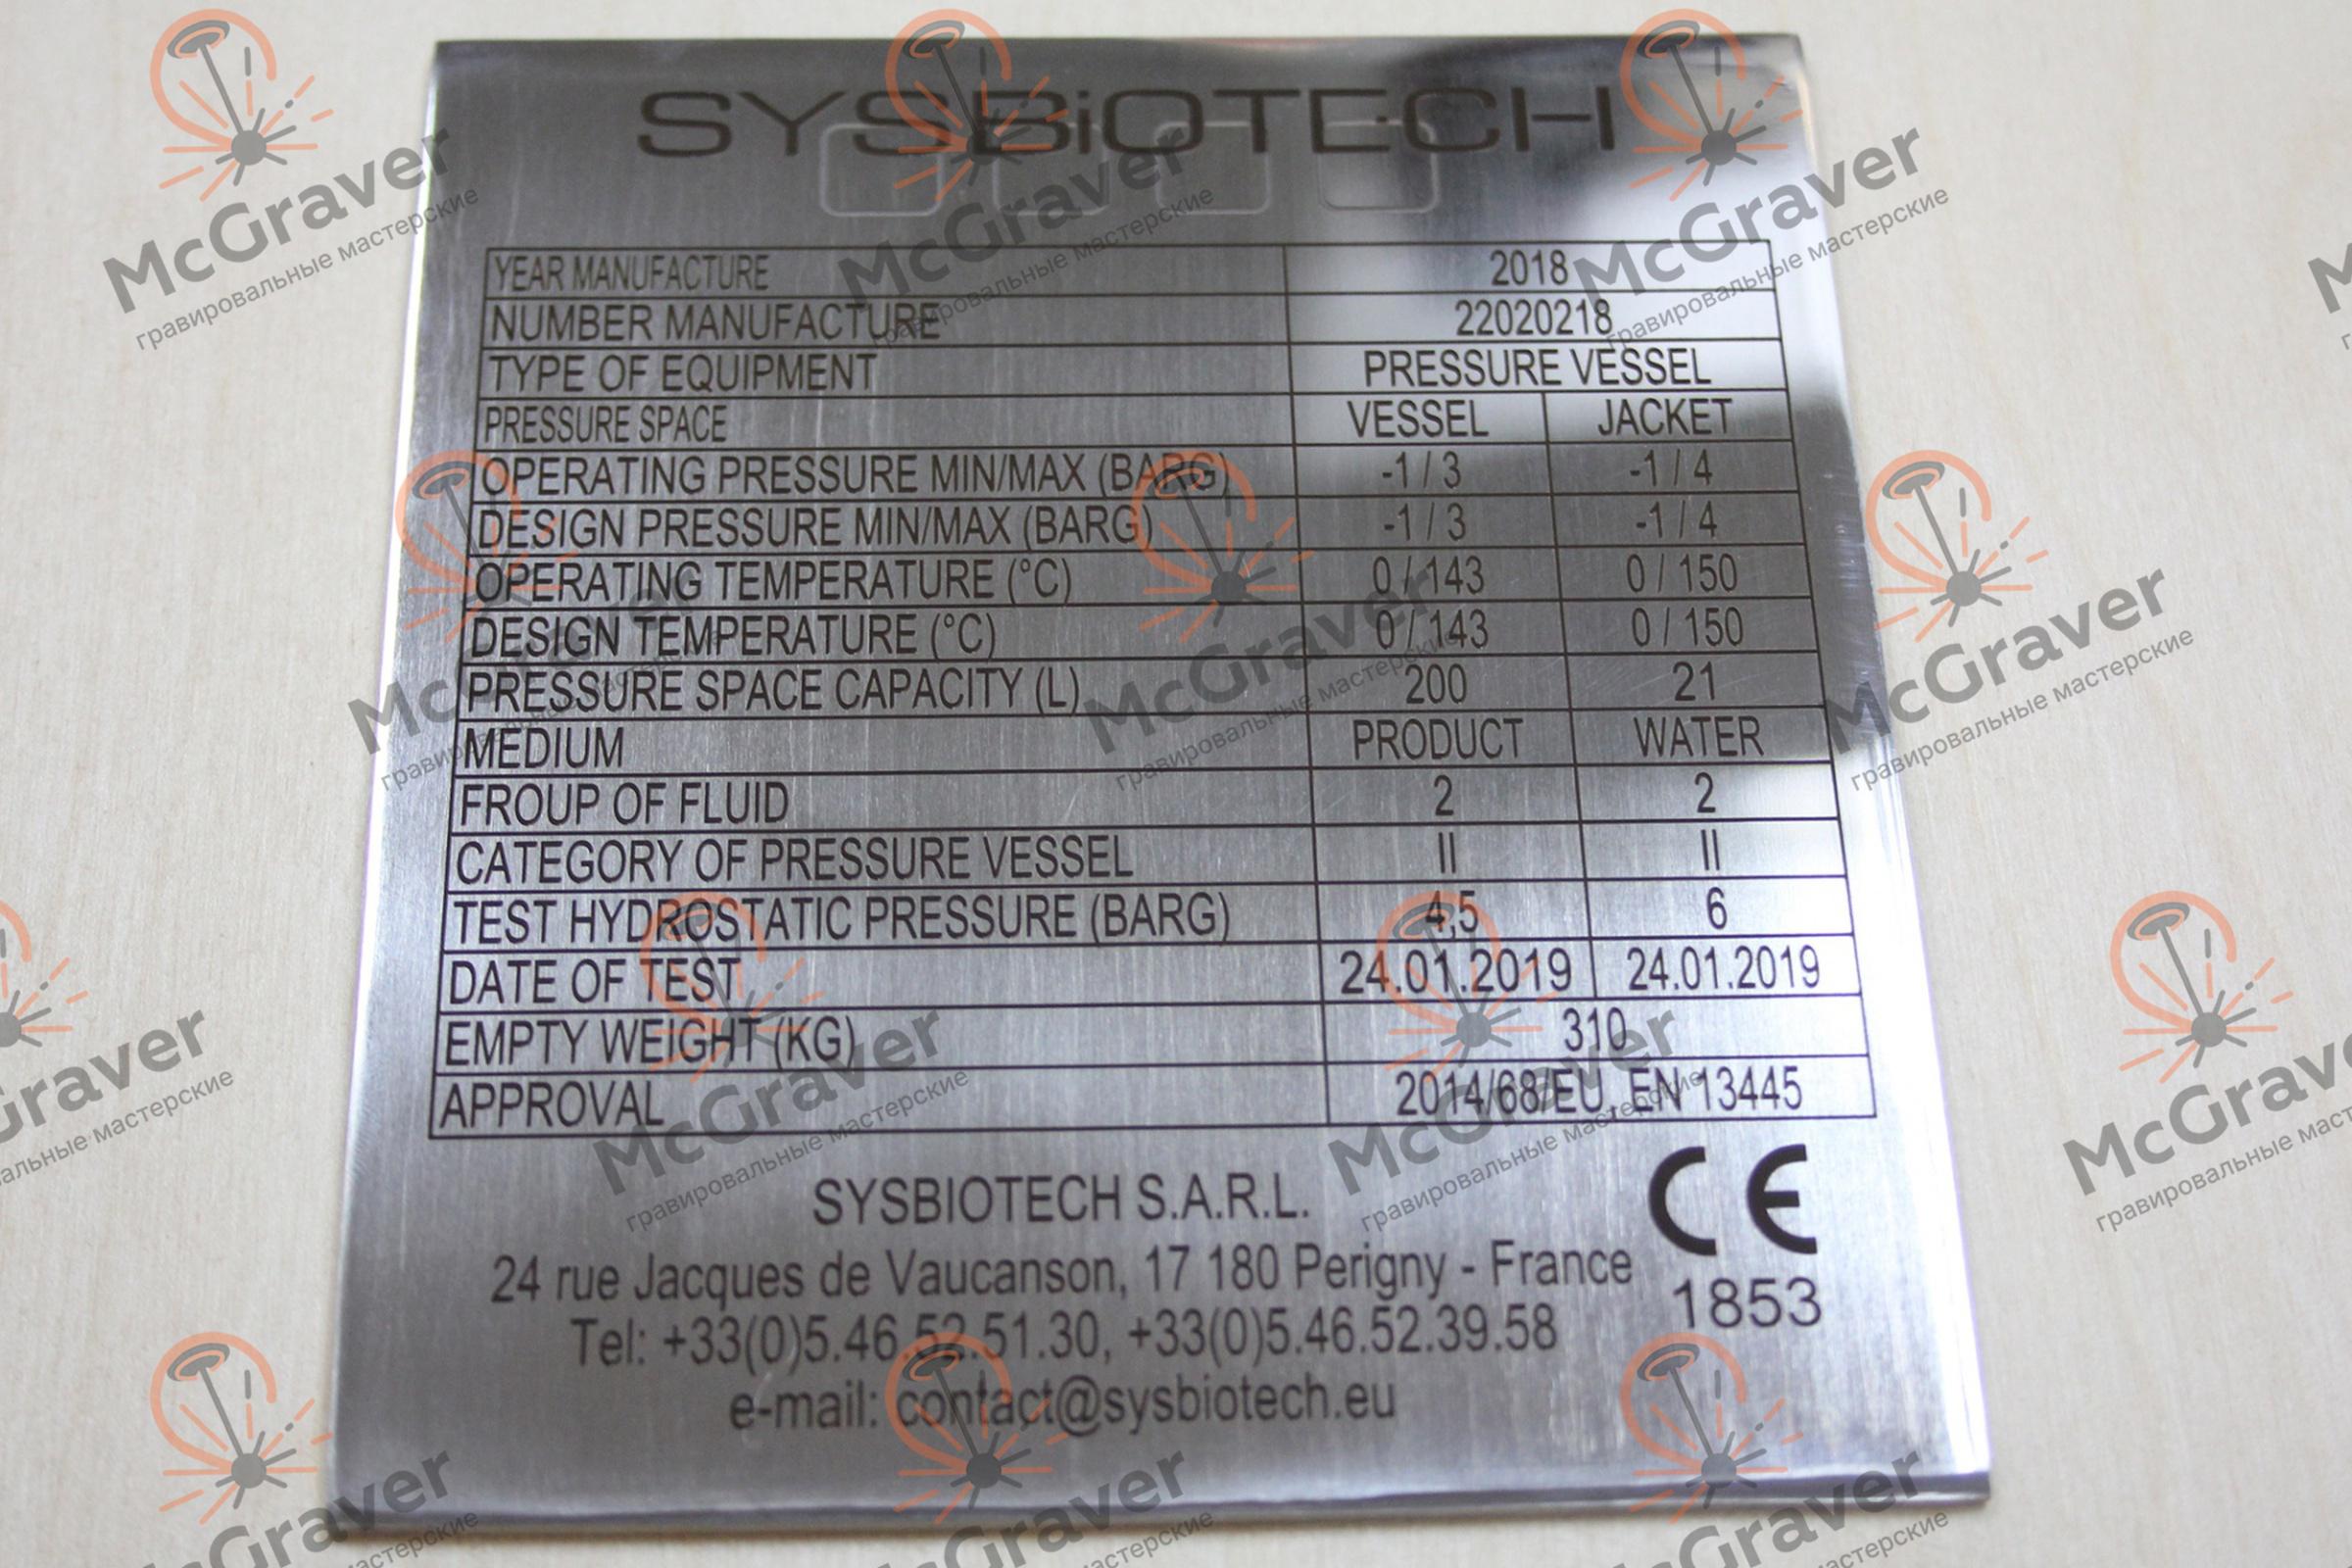 SYSBiOTECH
YEAR MANUFACTURE 2018
NUMBER MANUFACTURE 22020218
TYPE OF EQUIPMENT PRESSURE VESSEL
PRESSURE SPACE VESSEL JACKET
OPERATING PRESSURE MIN/MAX (BARG) -1 / 3 -1 / 4
DESIGN PRESSURE MIN/MAX (BARG) -1 / 3 -1 / 4
OPERATING TEMPERATURE (°C) 0 / 143 0 / 150
DESIGN TEMPERATURE (°C) 0 / 143 0 / 150
PRESSURE SPACE CAPACITY (L) 200 21
MEDIUM PRODUCT WATER
FROUP OF FLUID 2 2
CATEGORY OF PRESSURE VESSEL II II
TEST HYDROSTATIC PRESSURE (BARG) 4,5 6
DATE OF TEST 24.01.2019 24.01.2019
EMPTY WEIGHT (KG) 310
APPROVAL 2014/68/EU, EN 13445
SYSBIOTECH S.A.R.L.
24 rue Jacques de Vaucanson, 17 180 Perigny - France
Tel: +33(0)5.46.52.51.30, +33(0)5.46.52.39.58
e-mail: contact@sysbiotech.eu
CE
1853
McGraver
гравировальные мастерские